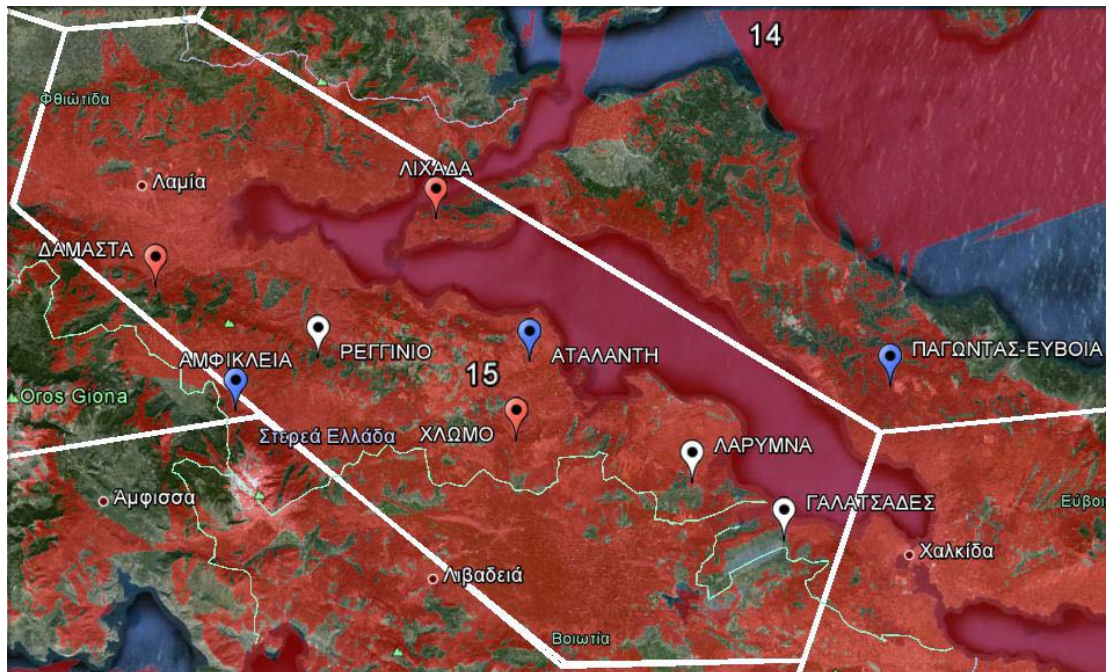 14
Φθιώτιδα
Λαμία
ΛΙΧΑΔΑ
ΔΑΜΑΣΤΑ
ΡΕΓΓΙΝΙΟ
ΑΤΑΛΑΝΤΗ
ΠΑΓΩΝΤΑΣ-ΕΥΒΟΙΑ
ΑΜΦΙΚΛΕΙΑ
15
Oros Giona
Στερεά Ελλάδα
ΧΛΩΜΟ
ΛΑΡΥΜΝΑ
Άμφισσα
ΓΑΛΑΤΣΑΔΕΣ
Εύβοι
Χαλκίδα
Λιβαδειά
Βοιωτία